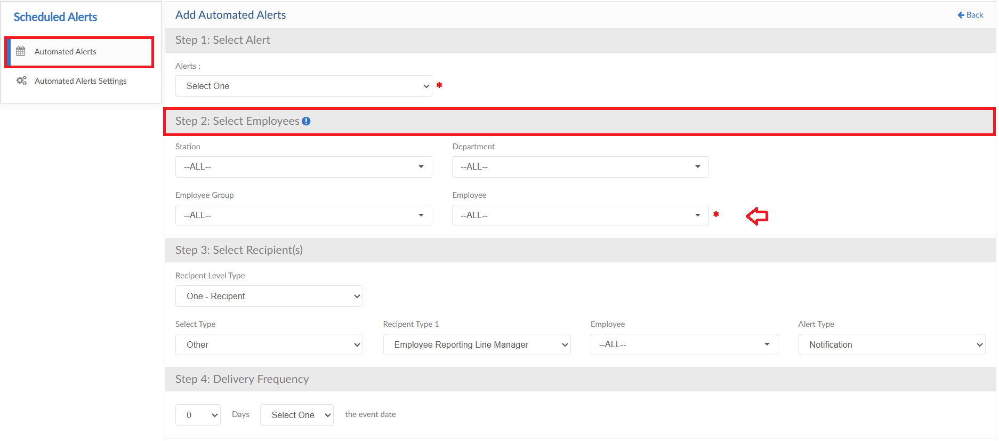 Scheduled Alerts
Automated Alerts
Automated Alerts Settings
Add Automated Alerts
Back
Step 1: Select Alert
Alerts :
Select One
*
Step 2: Select Employees
Station
Department
--ALL--
--ALL--
Employee Group
Employee
--ALL--
--ALL--
*
Step 3: Select Recipient(s)
Recipent Level Type
One - Recipent
Select Type
Recipent Type 1
Employee
Alert Type
Other
Employee Reporting Line Manager
--ALL--
Notification
Step 4: Delivery Frequency
0 Days Select One the event date